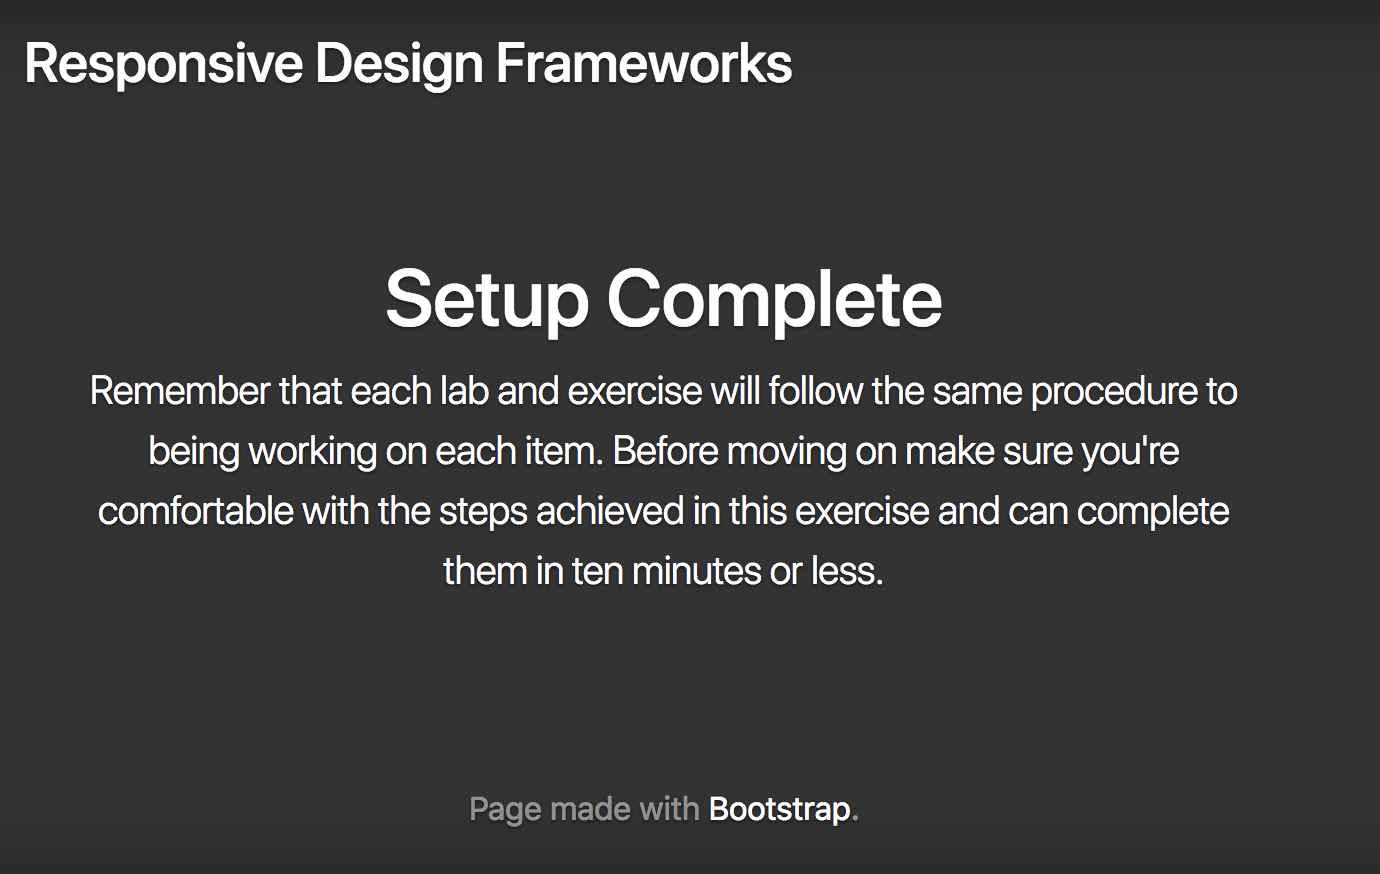 Responsive Design Frameworks
Setup Complete
Remember that each lab and exercise will follow the same procedure to
being working on each item. Before moving on make sure you're
comfortable with the steps achieved in this exercise and can complete
them in ten minutes or less.
Page made with Bootstrap.